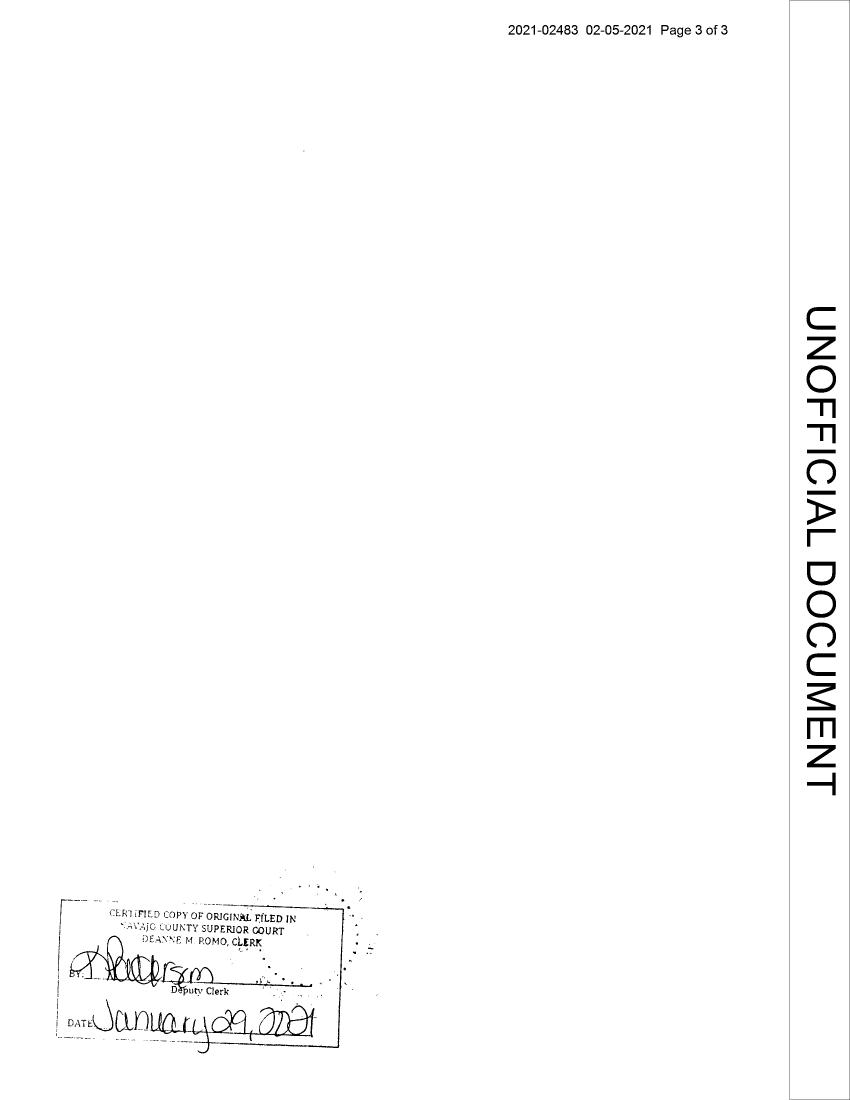 2021-02483 02-05-2021 Page 3 of 3
UNOFFICIAL DOCUMENT
CERTIFIED COPY OF ORIGINAL FILED IN
NAVAJO COUNTY SUPERIOR COURT
DEANNE M. ROMO, CLERK
BY:
Deputy Clerk
DATE January 29, 2021